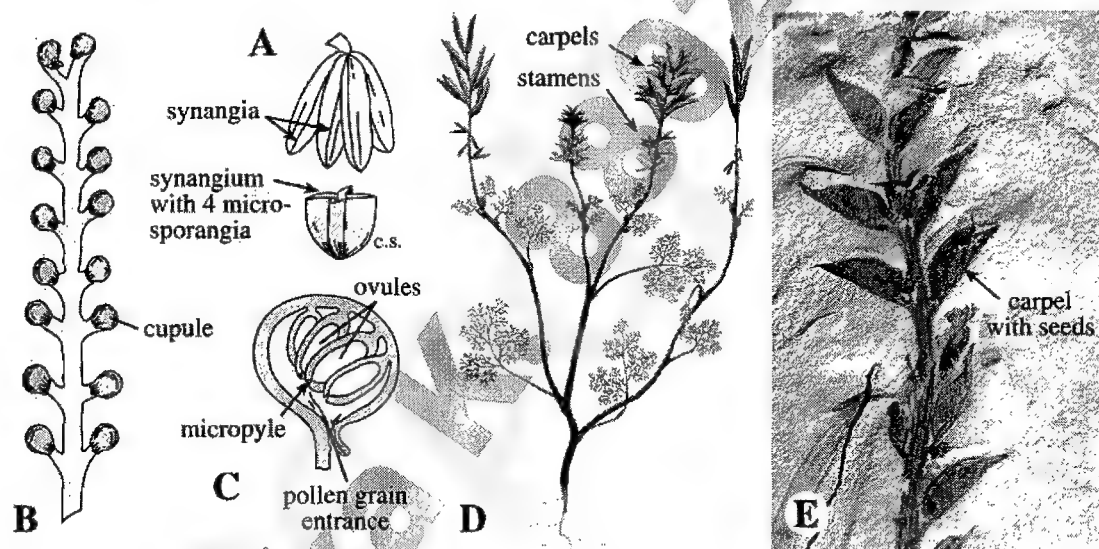 A
synangia
synangium
with 4 micro-
sporangia
c.s.
B
cupule
ovules
micropyle
pollen grain
entrance
C
carpels
stamens
D
carpel
with seeds
E